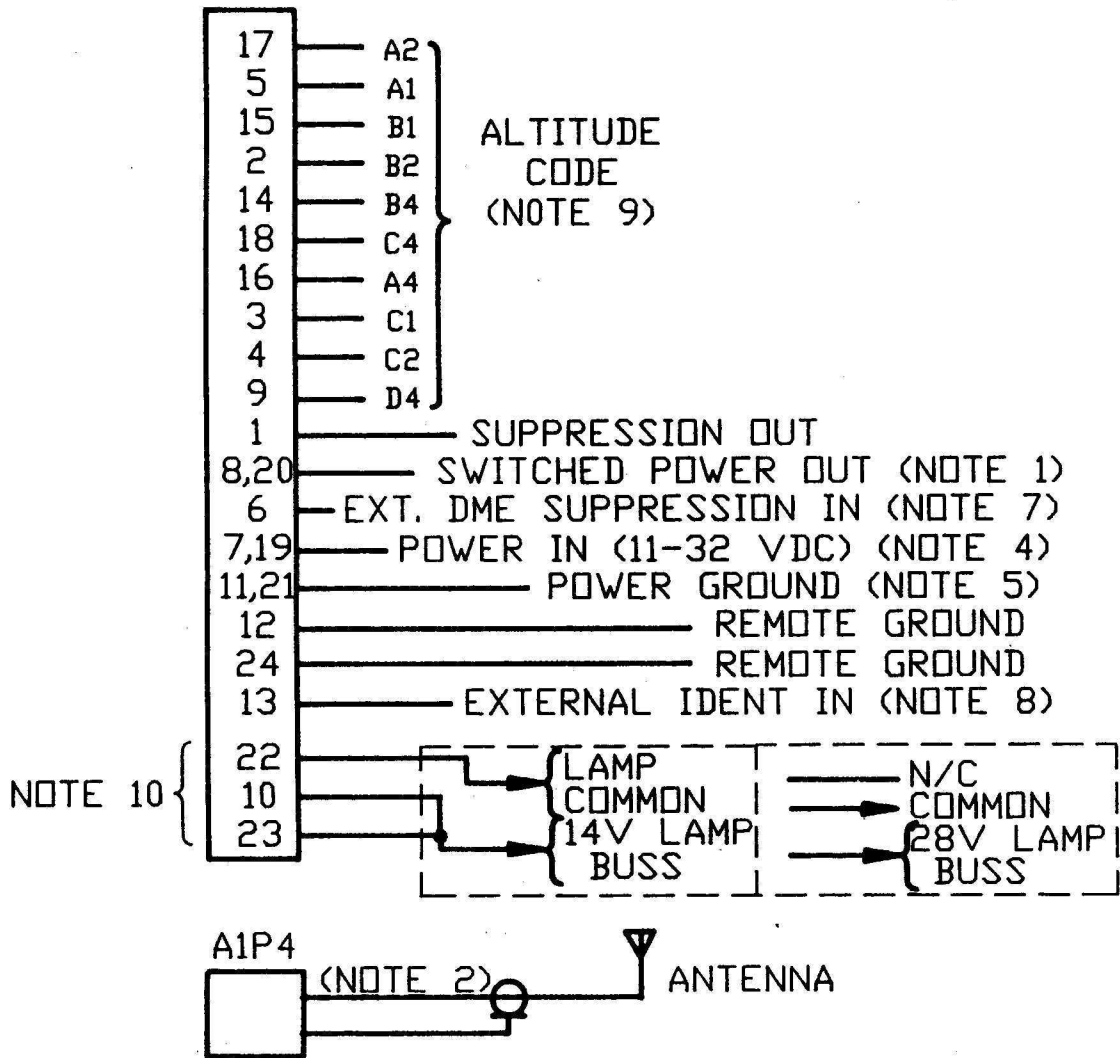 17 A2
5 A1
15 B1
2 B2
14 B4
18 C4
16 A4
3 C1
4 C2
9 D4
ALTITUDE
CODE
(NOTE 9)
1 SUPPRESSION OUT
8,20 SWITCHED POWER OUT (NOTE 1)
6 EXT. DME SUPPRESSION IN (NOTE 7)
7,19 POWER IN (11-32 VDC) (NOTE 4)
11,21 POWER GROUND (NOTE 5)
12 REMOTE GROUND
24 REMOTE GROUND
13 EXTERNAL IDENT IN (NOTE 8)
NOTE 10
22
10
23
LAMP
COMMON
14V LAMP
BUSS
N/C
COMMON
28V LAMP
BUSS
A1P4
(NOTE 2)
ANTENNA